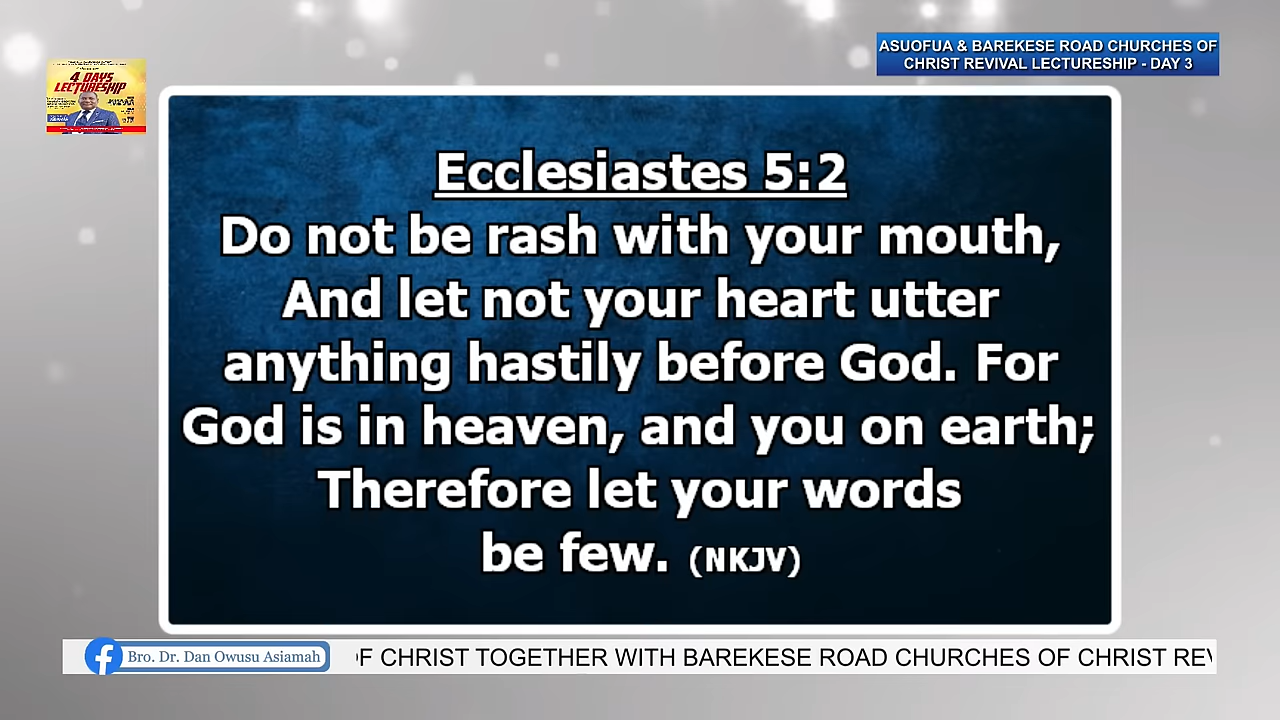 ASUOFUA & BAREKESE ROAD CHURCHES OF
CHRIST REVIVAL LECTURESHIP - DAY 3
4 DAYS
LECTURESHIP
Ecclesiastes 5:2
Do not be rash with your mouth,
And let not your heart utter
anything hastily before God. For
God is in heaven, and you on earth;
Therefore let your words
be few. (NKJV)
Bro. Dr. Dan Owusu Asiamah
F CHRIST TOGETHER WITH BAREKESE ROAD CHURCHES OF CHRIST REV